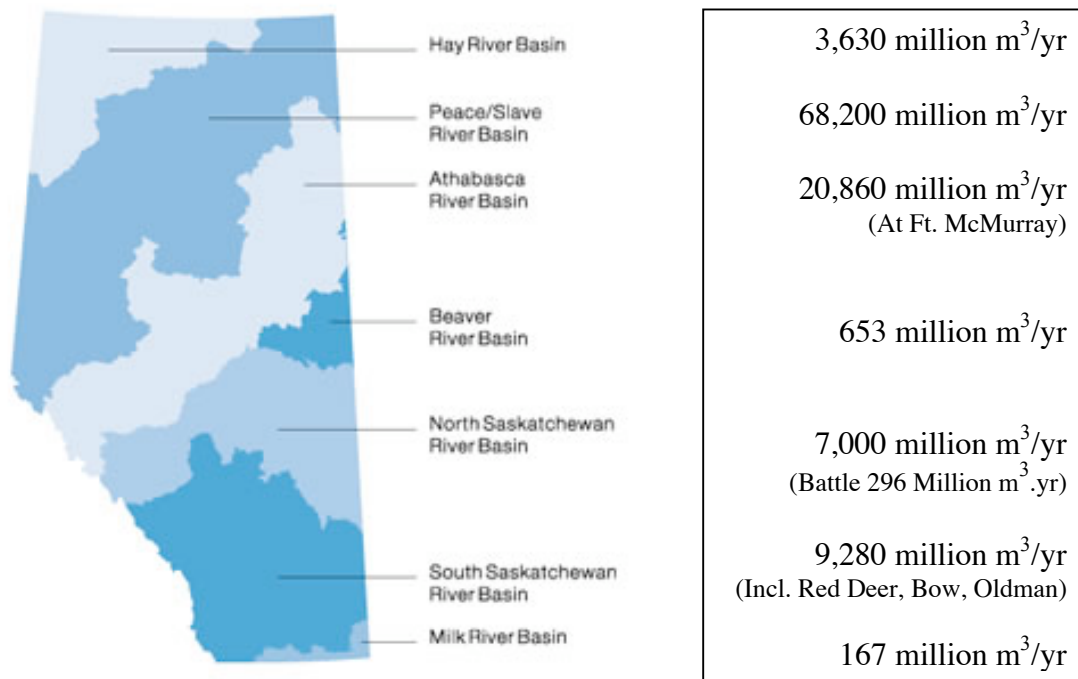 Hay River Basin
3,630 million m³/yr
Peace/Slave
River Basin
68,200 million m³/yr
Athabasca
River Basin
20,860 million m³/yr
(At Ft. McMurray)
Beaver
River Basin
653 million m³/yr
North Saskatchewan
River Basin
7,000 million m³/yr
(Battle 296 Million m³.yr)
South Saskatchewan
River Basin
9,280 million m³/yr
(Incl. Red Deer, Bow, Oldman)
Milk River Basin
167 million m³/yr